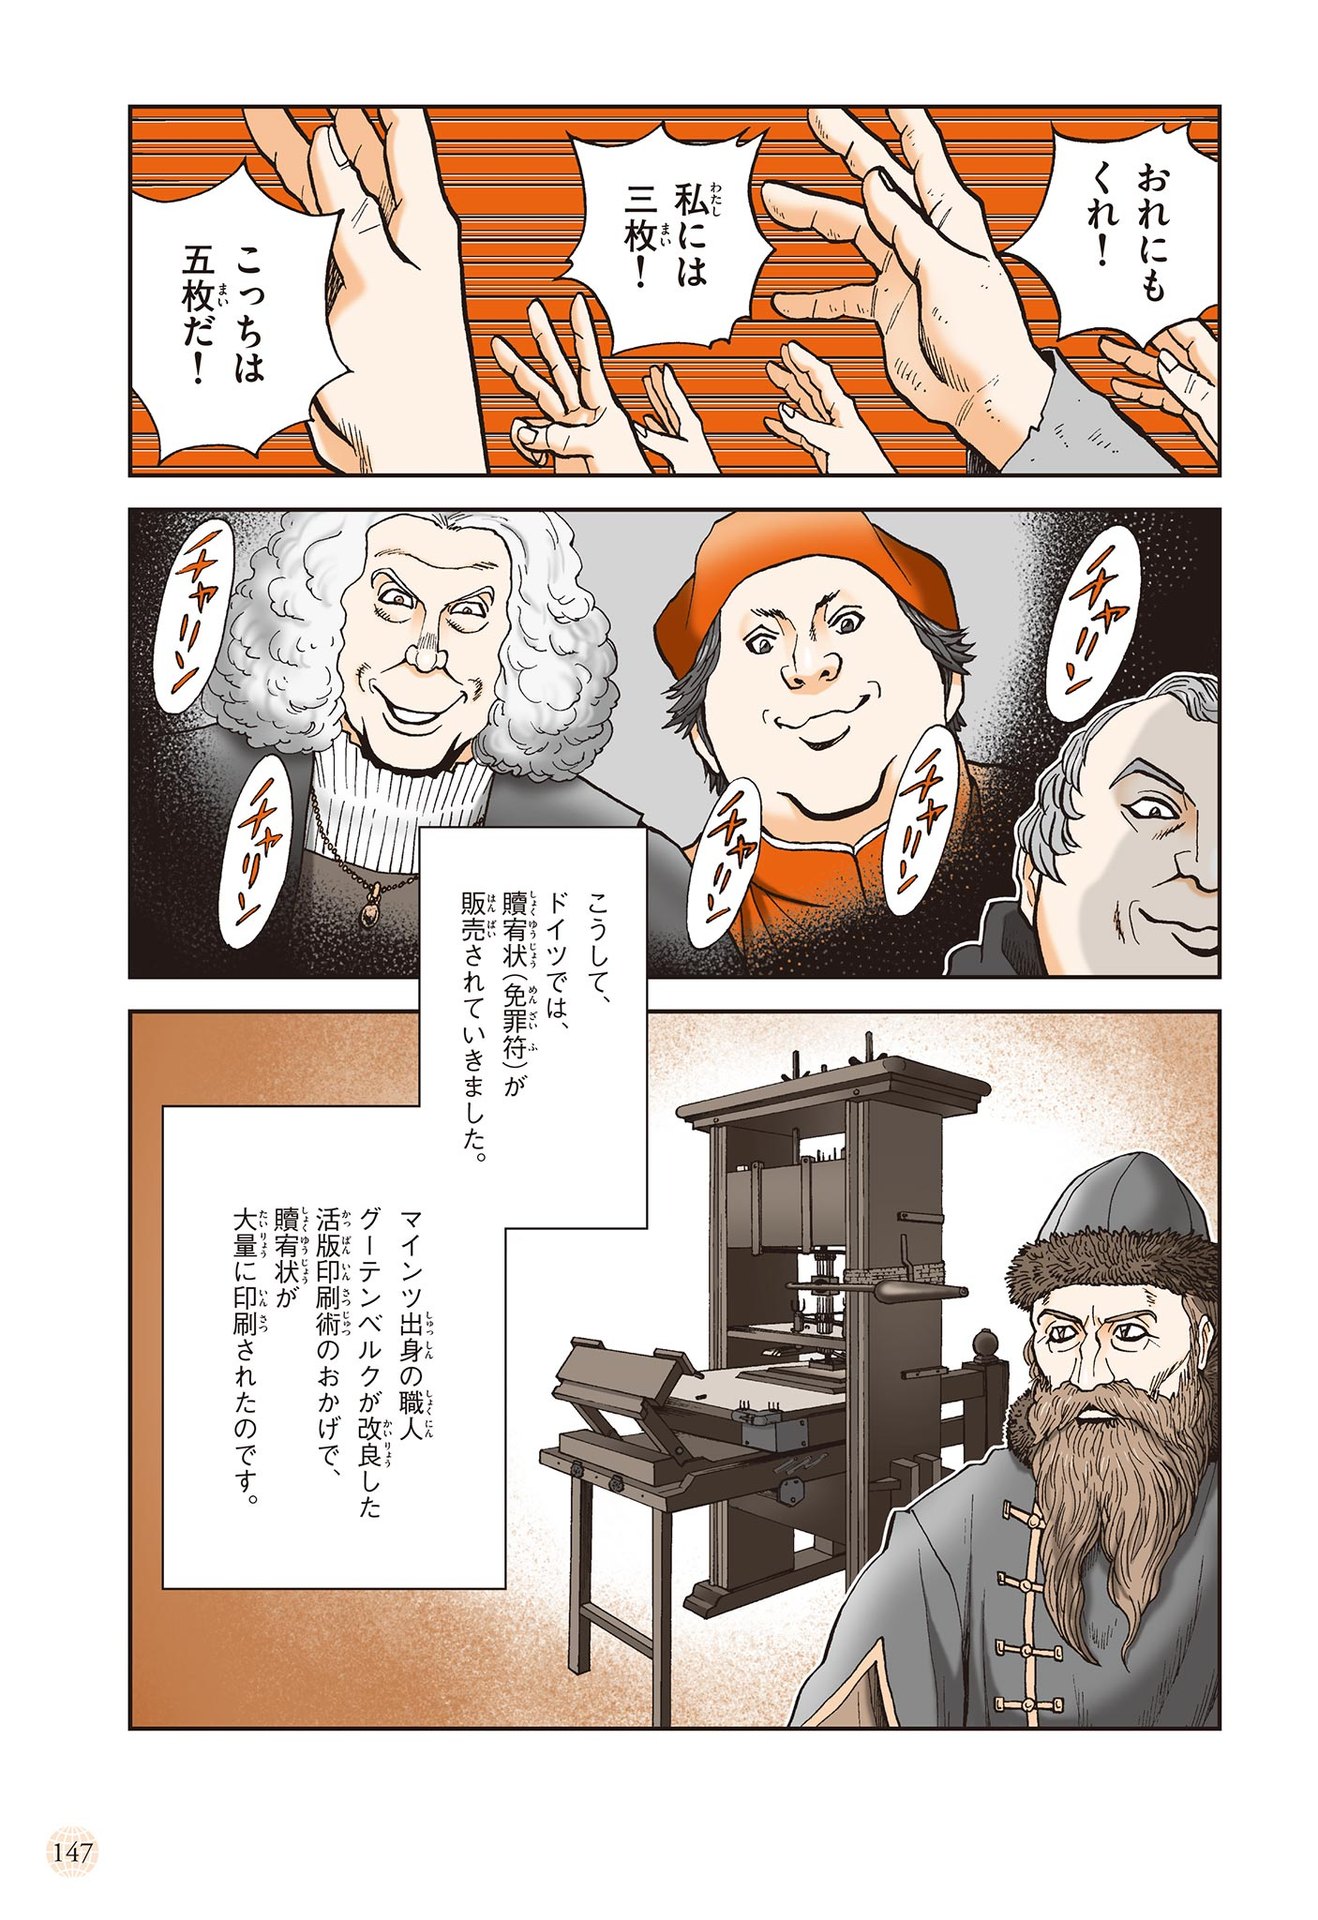 おれにも
くれ！
私には
三枚！
こっちは
五枚だ！
チャリン
チャリン
チャリン
チャリン
チャリン
こうして、
ドイツでは、
贖宥状（免罪符）が
販売されていきました。
マインツ出身の職人
グーテンベルクが改良した
活版印刷術のおかげで、
贖宥状が
大量に印刷されたのです。
147